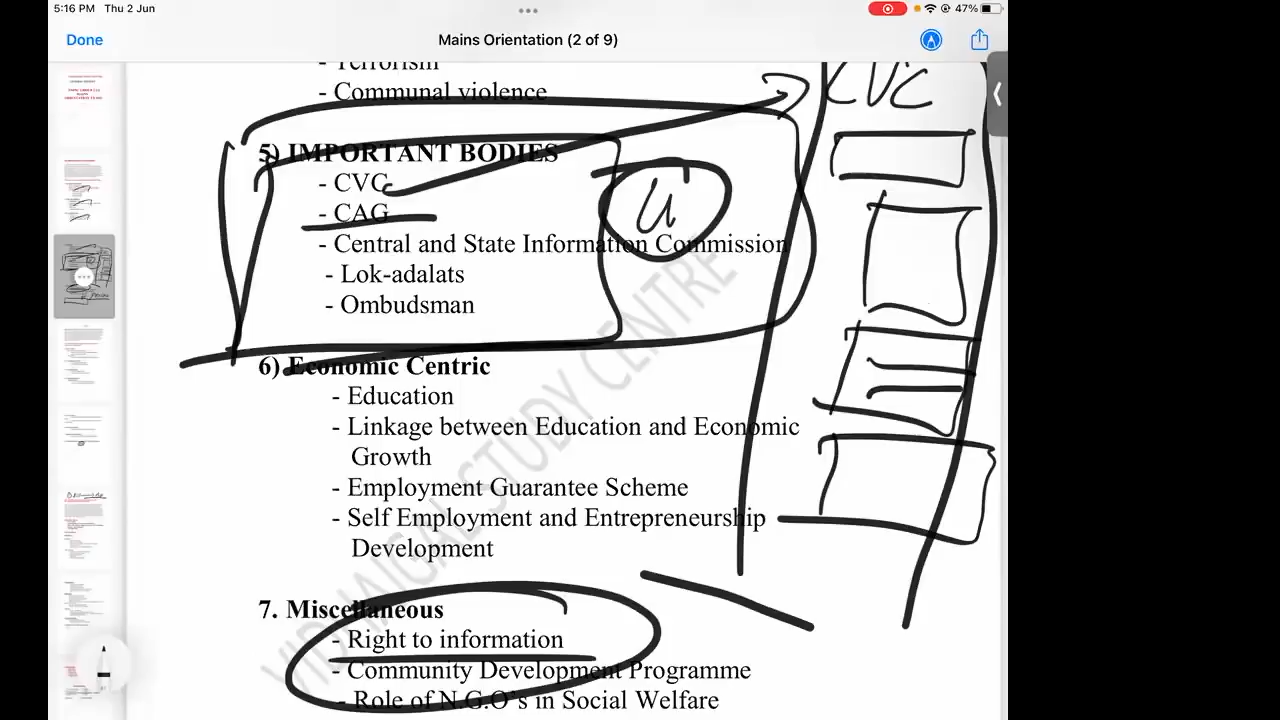 5:16 PM Thu 2 Jun
47%
Done
Mains Orientation (2 of 9)
- Terrorism
- Communal violence
CVC
5) IMPORTANT BODIES
- CVC
- CAG
- Central and State Information Commission
- Lok-adalats
- Ombudsman
6) Economic Centric
- Education
- Linkage between Education and Economic
Growth
- Employment Guarantee Scheme
- Self Employment and Entrepreneurship
Development
7. Miscellaneous
- Right to information
- Community Development Programme
- Role of N.G.O's in Social Welfare
STUDY CENTRE